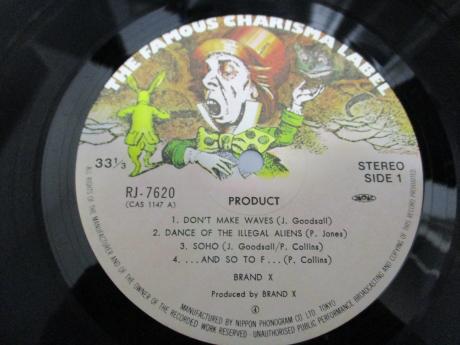 THE FAMOUS CHARISMA LABEL
33 1/3
STEREO
SIDE 1
RJ-7620
(CAS 1147 A)
PRODUCT
1. DON'T MAKE WAVES (J. Goodsall)
2. DANCE OF THE ILLEGAL ALIENS (P. Jones)
3. SOHO (J. Goodsall/P. Collins)
4. . . . AND SO TO F . . . (P. Collins)
BRAND X
Produced by BRAND X
ALL RIGHTS OF THE MANUFACTURER AND OF THE OWNER OF THE RECORDED WORK RESERVED · UNAUTHORISED PUBLIC PERFORMANCE BROADCASTING AND COPYING OF THIS RECORD PROHIBITED
MANUFACTURED BY NIPPON PHONOGRAM CO. LTD. TOKYO